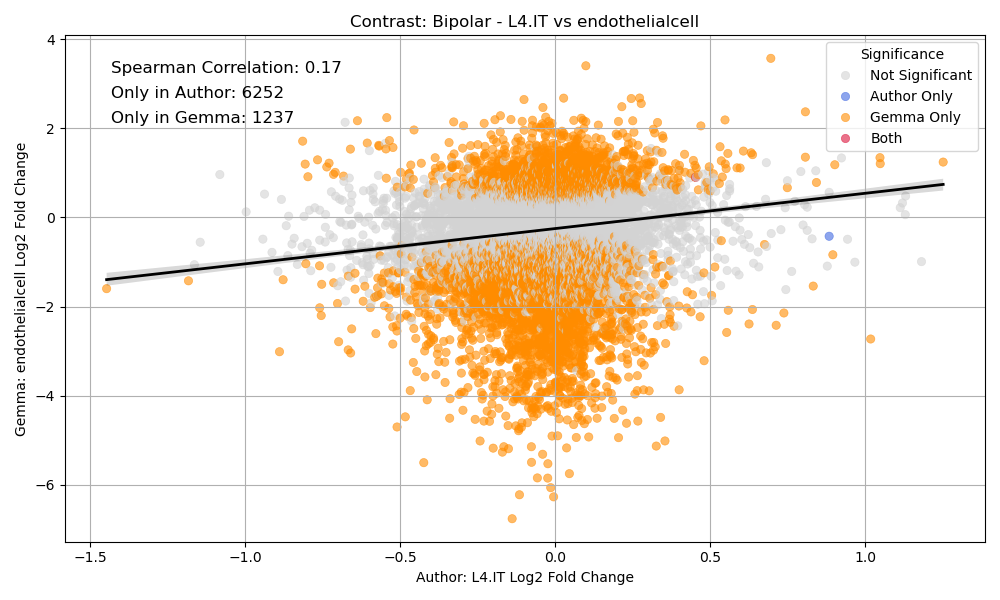 Contrast: Bipolar - L4.IT vs endothelialcell
Spearman Correlation: 0.17
Only in Author: 6252
Only in Gemma: 1237
Significance
Not Significant
Author Only
Gemma Only
Both
Gemma: endothelialcell Log2 Fold Change
4
2
0
−2
−4
−6
−1.5
−1.0
−0.5
0.0
0.5
1.0
Author: L4.IT Log2 Fold Change